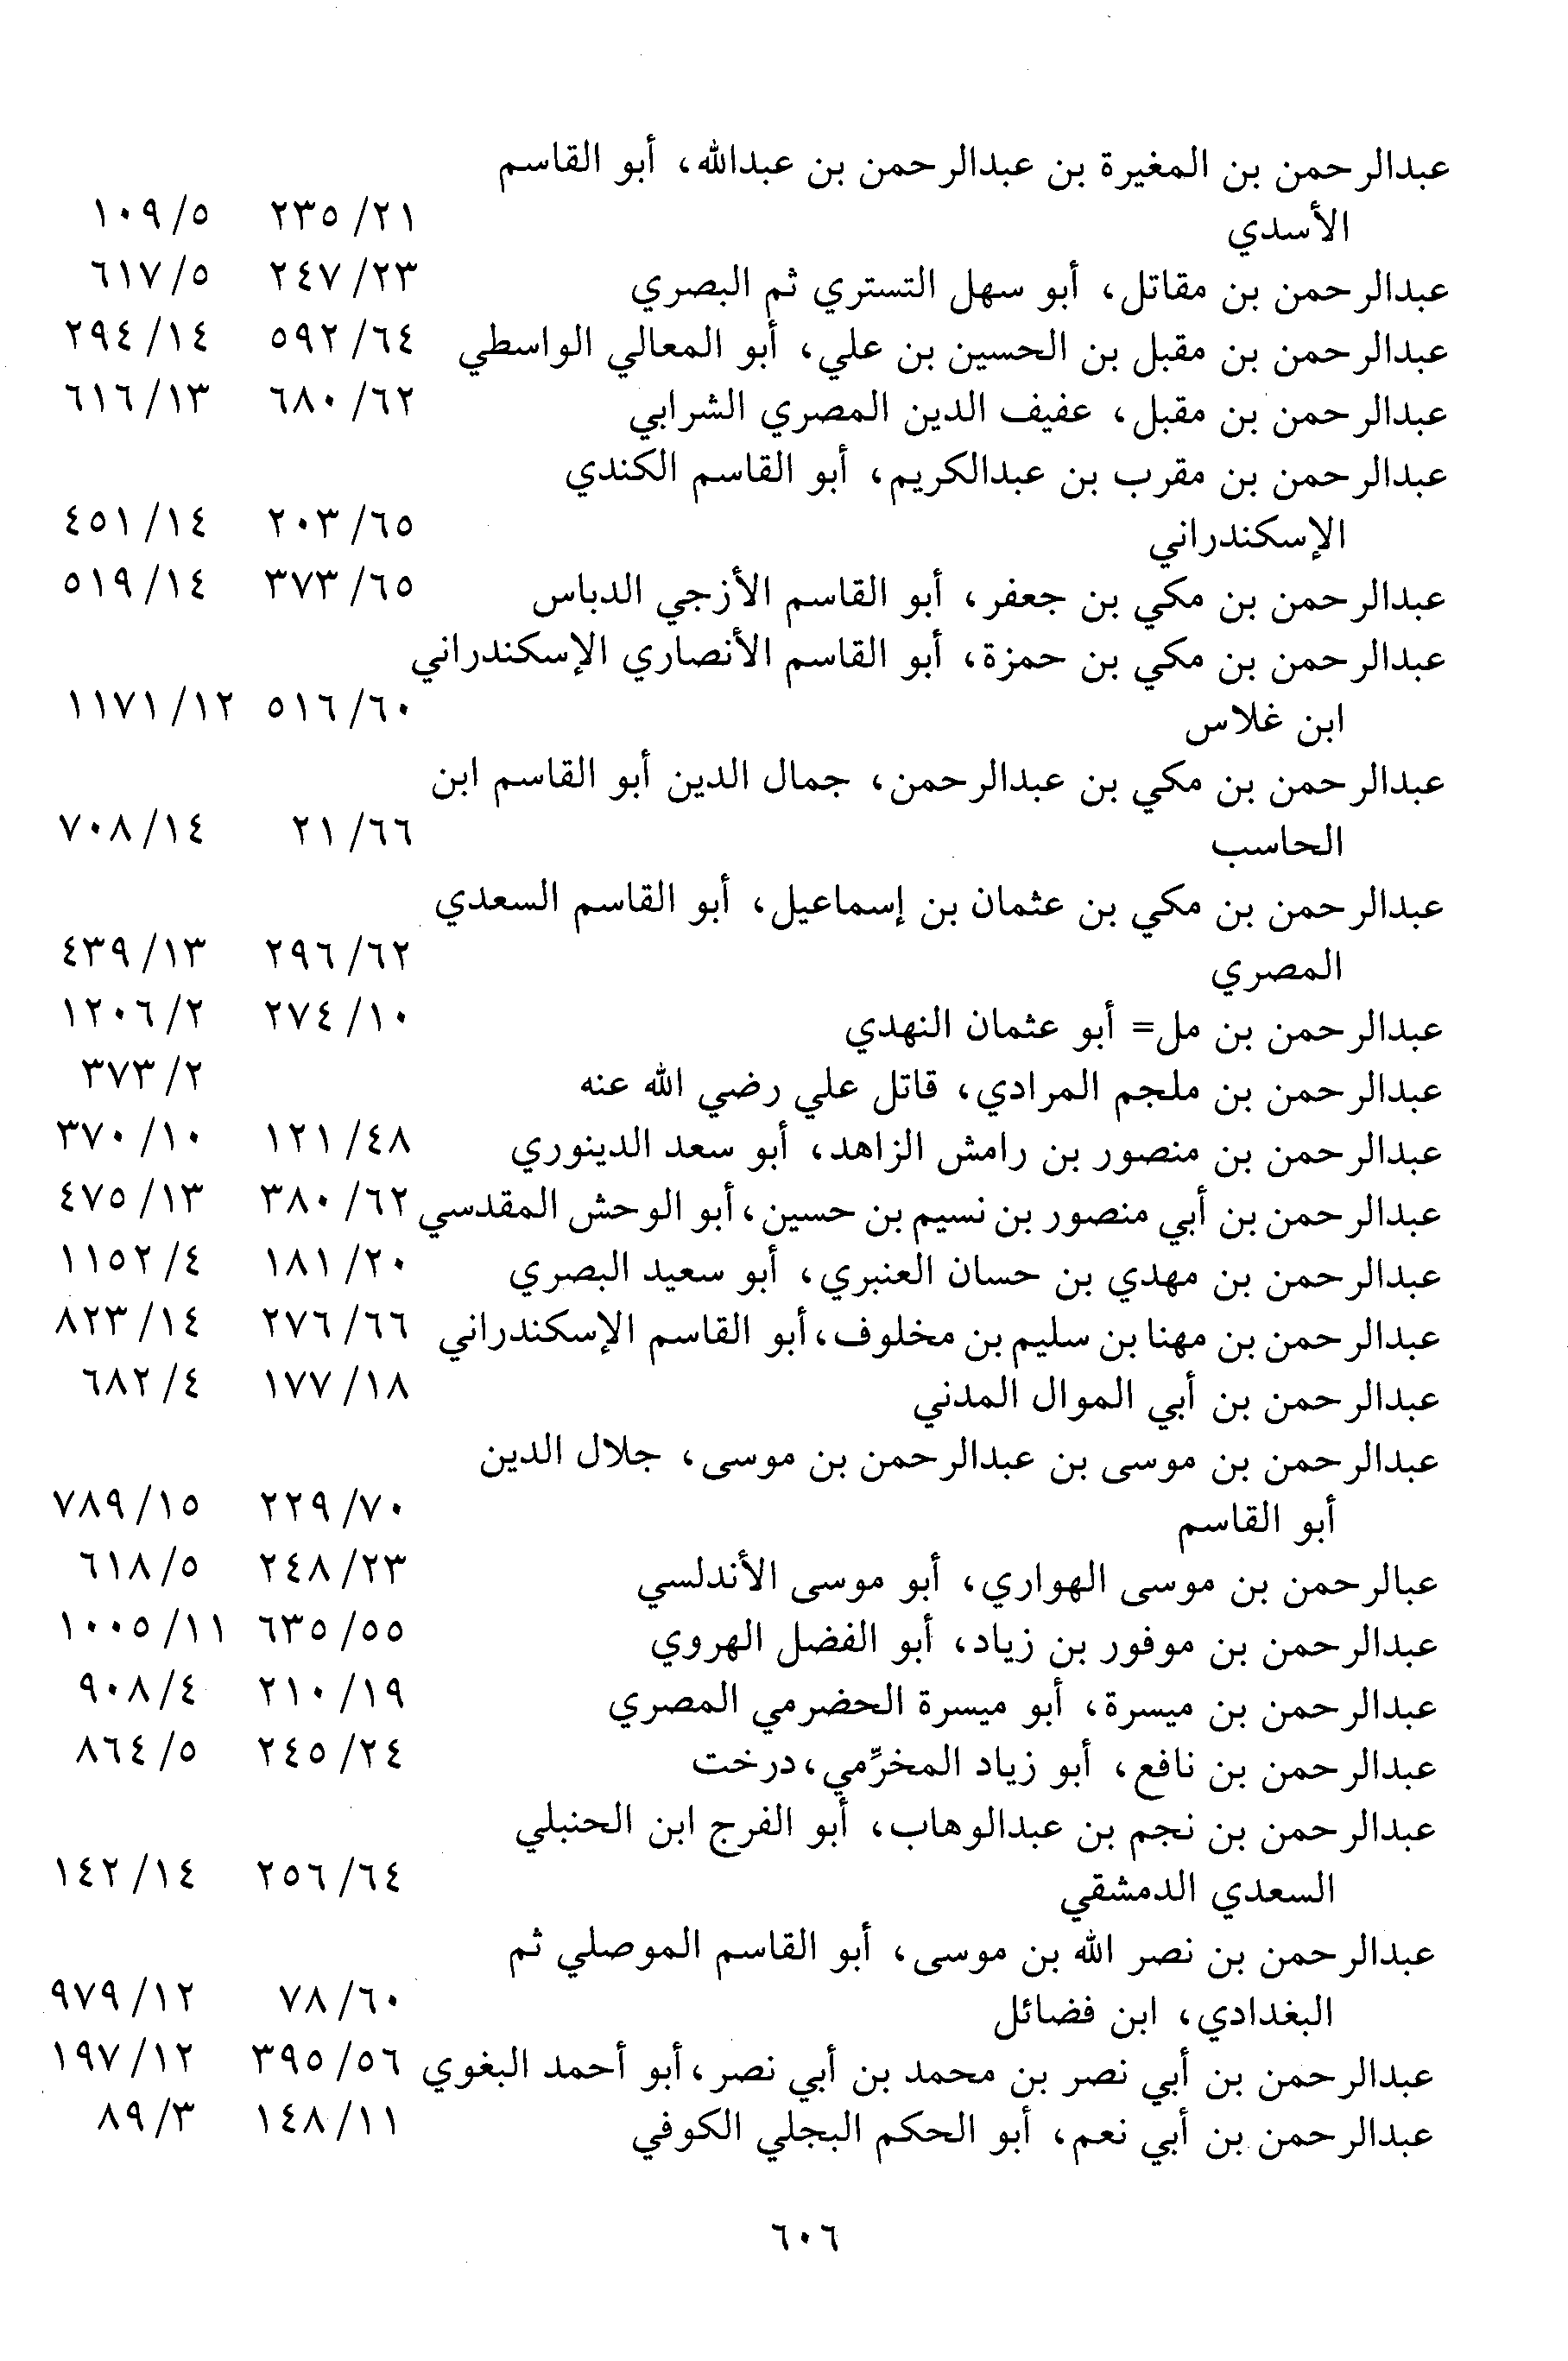 عبدالرحمن بن المغيرة بن عبدالرحمن بن عبدالله، أبو القاسم
الأسدي ٢١/ ٢٣٥ ٥/ ١٠٩
عبدالرحمن بن مقاتل، أبو سهل التستري ثم البصري ٢٣/ ٢٤٧ ٥/ ٦١٧
عبدالرحمن بن مقبل بن الحسين بن علي، أبو المعالي الواسطي ٦٤/ ٥٩٢ ١٤/ ٢٩٤
عبدالرحمن بن مقبل، عفيف الدين المصري الشرابي ٦٢/ ٦٨٠ ١٣/ ٦١٦
عبدالرحمن بن مقرب بن عبدالكريم، أبو القاسم الكندي
الإسكندراني ٦٥/ ٢٠٣ ١٤/ ٤٥١
عبدالرحمن بن مكي بن جعفر، أبو القاسم الأزجي الدباس ٦٥/ ٣٧٣ ١٤/ ٥١٩
عبدالرحمن بن مكي بن حمزة، أبو القاسم الأنصاري الإسكندراني
ابن غلاس ٦٠/ ٥١٦ ١٢/ ١١٧١
عبدالرحمن بن مكي بن عبدالرحمن، جمال الدين أبو القاسم ابن
الحاسب ٦٦/ ٢١ ١٤/ ٧٠٨
عبدالرحمن بن مكي بن عثمان بن إسماعيل، أبو القاسم السعدي
المصري ٦٢/ ٢٩٦ ١٣/ ٤٣٩
عبدالرحمن بن مل= أبو عثمان النهدي ١٠/ ٢٧٤ ٢/ ١٢٠٦
عبدالرحمن بن ملجم المرادي، قاتل علي رضي الله عنه ٢/ ٣٧٣
عبدالرحمن بن منصور بن رامش الزاهد، أبو سعد الدينوري ٤٨/ ١٢١ ١٠/ ٣٧٠
عبدالرحمن بن أبي منصور بن نسيم بن حسين، أبو الوحش المقدسي ٦٢/ ٣٨٠ ١٣/ ٤٧٥
عبدالرحمن بن مهدي بن حسان العنبري، أبو سعيد البصري ٢٠/ ١٨١ ٤/ ١١٥٢
عبدالرحمن بن مهنا بن سليم بن مخلوف، أبو القاسم الإسكندراني ٦٦/ ٢٧٦ ١٤/ ٨٢٣
عبدالرحمن بن أبي الموال المدني ١٨/ ١٧٧ ٤/ ٦٨٢
عبدالرحمن بن موسى بن عبدالرحمن بن موسى، جلال الدين
أبو القاسم ٧٠/ ٢٢٩ ١٥/ ٧٨٩
عبالرحمن بن موسى الهواري، أبو موسى الأندلسي ٢٣/ ٢٤٨ ٥/ ٦١٨
عبدالرحمن بن موفور بن زياد، أبو الفضل الهروي ٥٥/ ٦٣٥ ١١/ ١٠٠٥
عبدالرحمن بن ميسرة، أبو ميسرة الحضرمي المصري ١٩/ ٢١٠ ٤/ ٩٠٨
عبدالرحمن بن نافع، أبو زياد المخرِّمي، درخت ٢٤/ ٢٤٥ ٥/ ٨٦٤
عبدالرحمن بن نجم بن عبدالوهاب، أبو الفرج ابن الحنبلي
السعدي الدمشقي ٦٤/ ٢٥٦ ١٤/ ١٤٢
عبدالرحمن بن نصر الله بن موسى، أبو القاسم الموصلي ثم
البغدادي، ابن فضائل ٦٠/ ٧٨ ١٢/ ٩٧٩
عبدالرحمن بن أبي نصر بن محمد بن أبي نصر، أبو أحمد البغوي ٥٦/ ٣٩٥ ١٢/ ١٩٧
عبدالرحمن بن أبي نعم، أبو الحكم البجلي الكوفي ١١/ ١٤٨ ٣/ ٨٩
٦٠٦